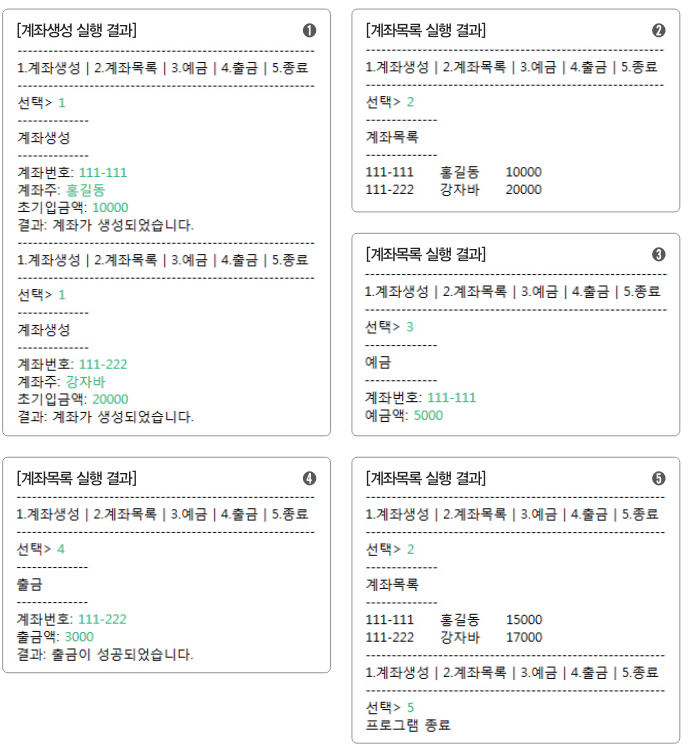 [계좌생성 실행 결과] ❶
----------------------------------------------------------
1.계좌생성 | 2.계좌목록 | 3.예금 | 4.출금 | 5.종료
----------------------------------------------------------
선택> 1
--------------
계좌생성
--------------
계좌번호: 111-111
계좌주: 홍길동
초기입금액: 10000
결과: 계좌가 생성되었습니다.
----------------------------------------------------------
1.계좌생성 | 2.계좌목록 | 3.예금 | 4.출금 | 5.종료
----------------------------------------------------------
선택> 1
--------------
계좌생성
--------------
계좌번호: 111-222
계좌주: 강자바
초기입금액: 20000
결과: 계좌가 생성되었습니다.
[계좌목록 실행 결과] ❷
----------------------------------------------------------
1.계좌생성 | 2.계좌목록 | 3.예금 | 4.출금 | 5.종료
----------------------------------------------------------
선택> 2
--------------
계좌목록
--------------
111-111 홍길동 10000
111-222 강자바 20000
[계좌목록 실행 결과] ❸
----------------------------------------------------------
1.계좌생성 | 2.계좌목록 | 3.예금 | 4.출금 | 5.종료
----------------------------------------------------------
선택> 3
--------------
예금
--------------
계좌번호: 111-111
예금액: 5000
[계좌목록 실행 결과] ❹
----------------------------------------------------------
1.계좌생성 | 2.계좌목록 | 3.예금 | 4.출금 | 5.종료
----------------------------------------------------------
선택> 4
--------------
출금
--------------
계좌번호: 111-222
출금액: 3000
결과: 출금이 성공되었습니다.
[계좌목록 실행 결과] ❺
----------------------------------------------------------
1.계좌생성 | 2.계좌목록 | 3.예금 | 4.출금 | 5.종료
----------------------------------------------------------
선택> 2
--------------
계좌목록
--------------
111-111 홍길동 15000
111-222 강자바 17000
----------------------------------------------------------
1.계좌생성 | 2.계좌목록 | 3.예금 | 4.출금 | 5.종료
----------------------------------------------------------
선택> 5
프로그램 종료